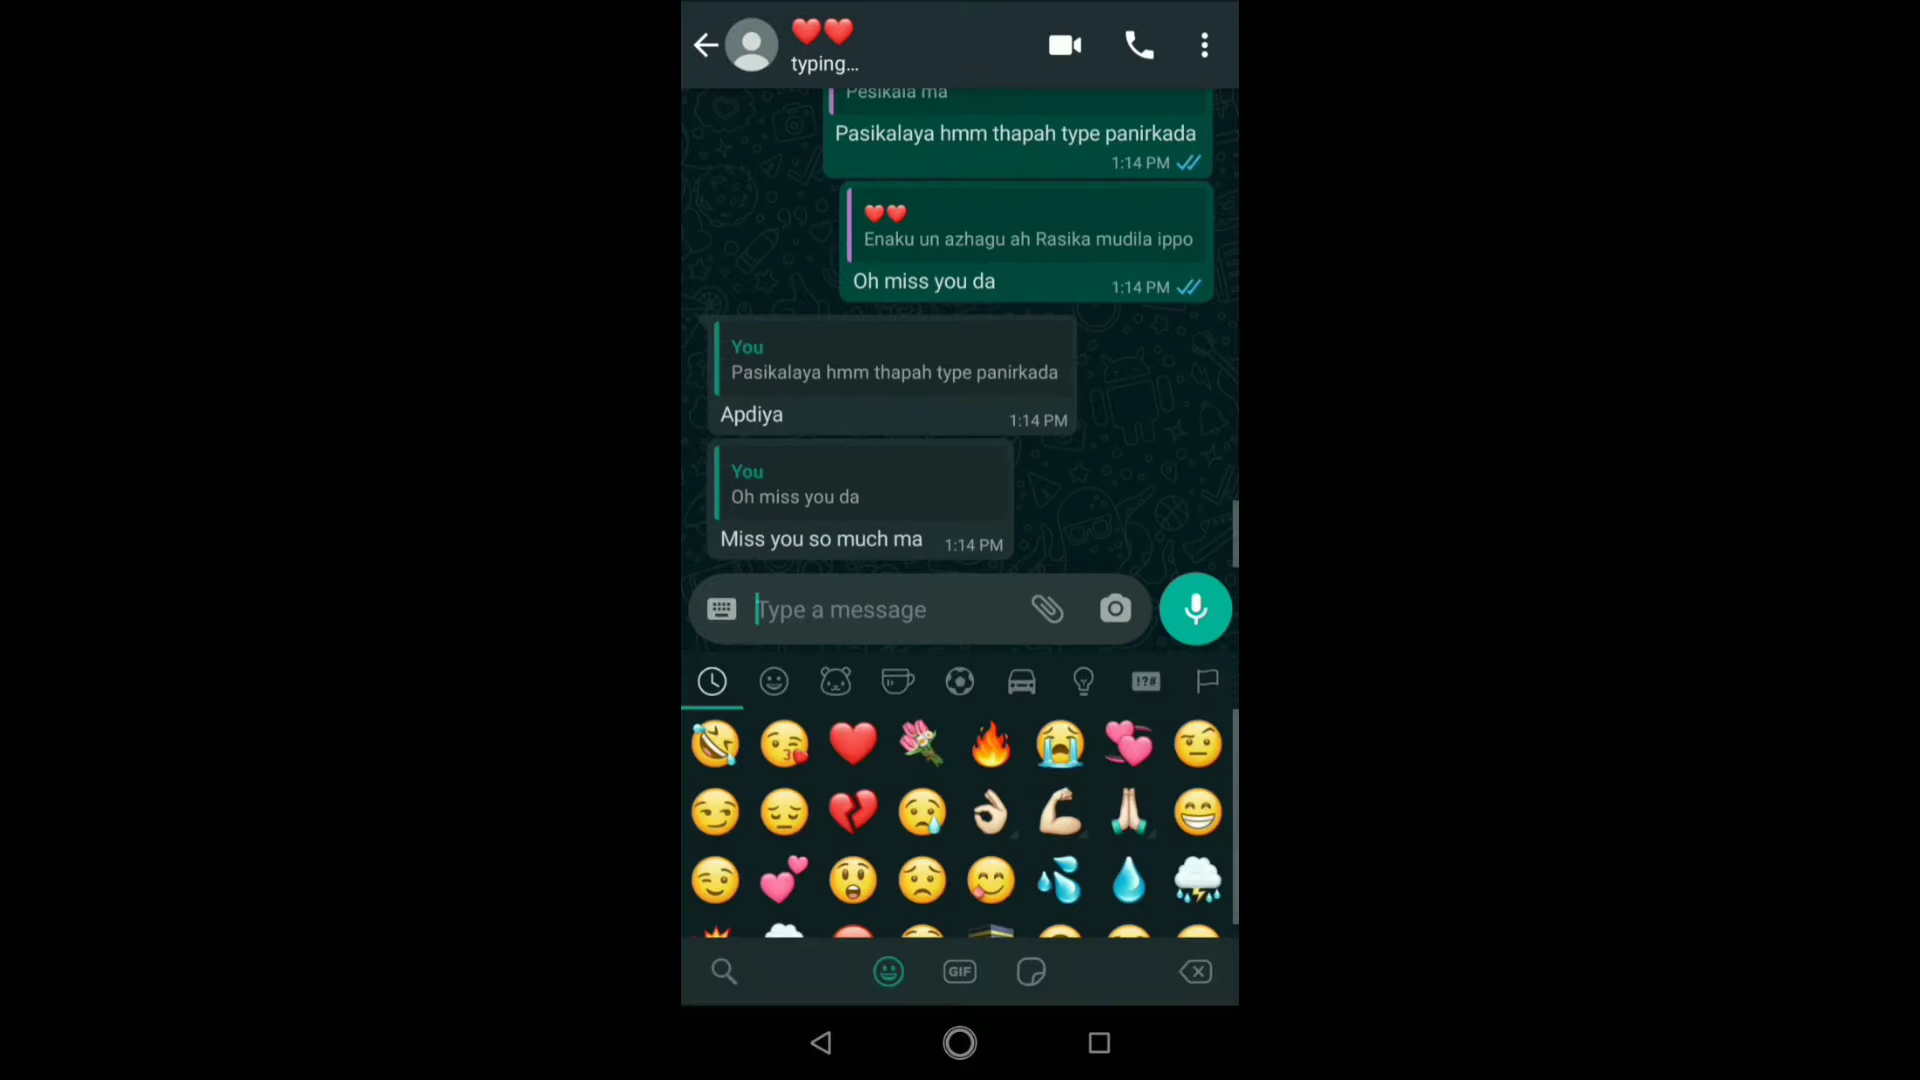 ❤️❤️
typing...
Pesikala ma
Pasikalaya hmm thapah type panirkada
1:14 PM
❤️❤️
Enaku un azhagu ah Rasika mudila ippo
Oh miss you da
1:14 PM
You
Pasikalaya hmm thapah type panirkada
Apdiya
1:14 PM
You
Oh miss you da
Miss you so much ma
1:14 PM
Type a message
!?#
GIF